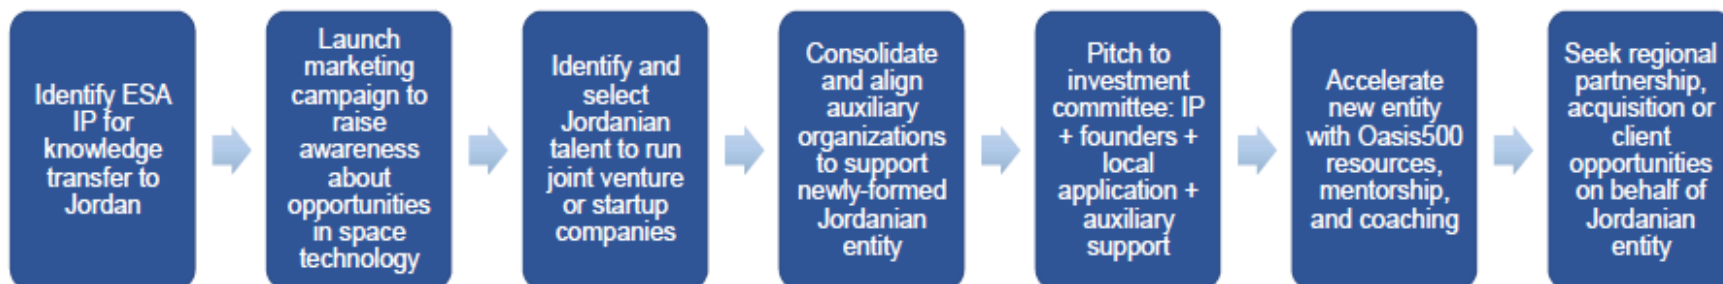 Identify ESA
IP for
knowledge
transfer to
Jordan
Launch
marketing
campaign to
raise
awareness
about
opportunities
in space
technology
Identify and
select
Jordanian
talent to run
joint venture
or startup
companies
Consolidate
and align
auxiliary
organizations
to support
newly-formed
Jordanian
entity
Pitch to
investment
committee: IP
+ founders +
local
application +
auxiliary
support
Accelerate
new entity
with Oasis500
resources,
mentorship,
and coaching
Seek regional
partnership,
acquisition or
client
opportunities
on behalf of
Jordanian
entity